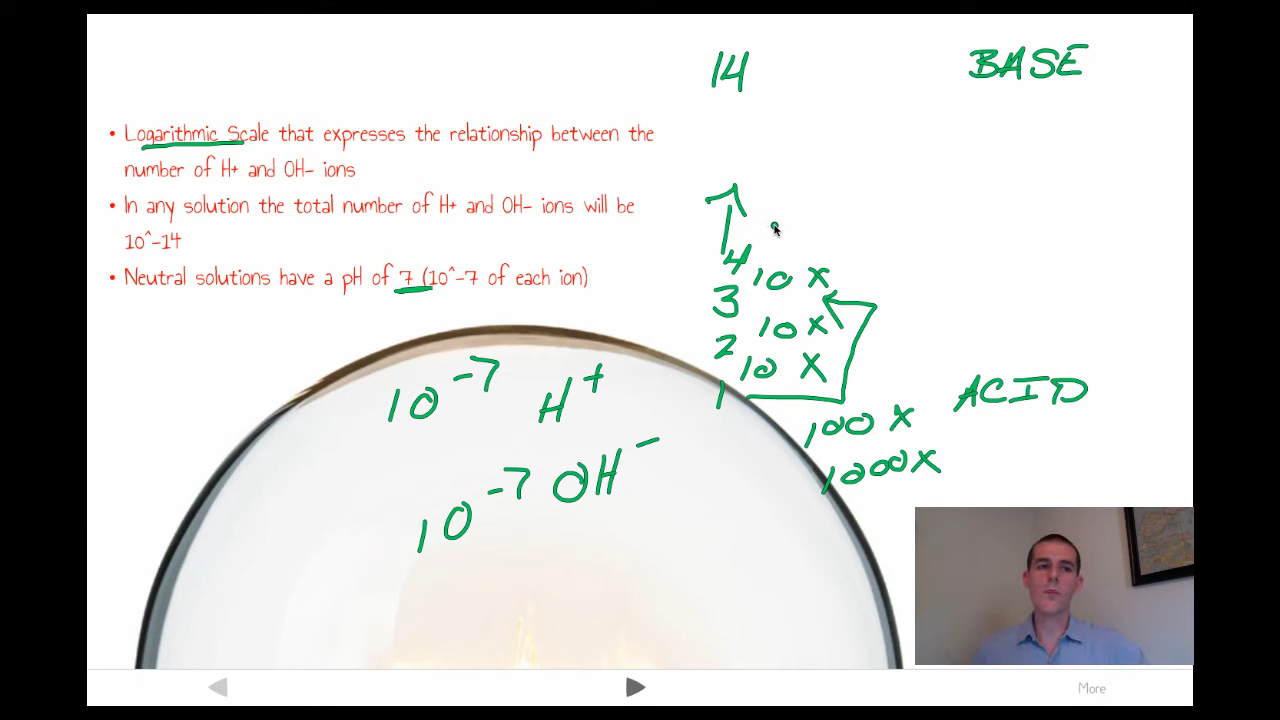 14 BASE
• Logarithmic Scale that expresses the relationship between the
number of H+ and OH- ions
• In any solution the total number of H+ and OH- ions will be
10^-14
• Neutral solutions have a pH of 7 (10^-7 of each ion)
4
10 X
3
10 X
2
10 X
1
ACID
100 X
1000X
10 -7 H +
10 -7 OH -
More